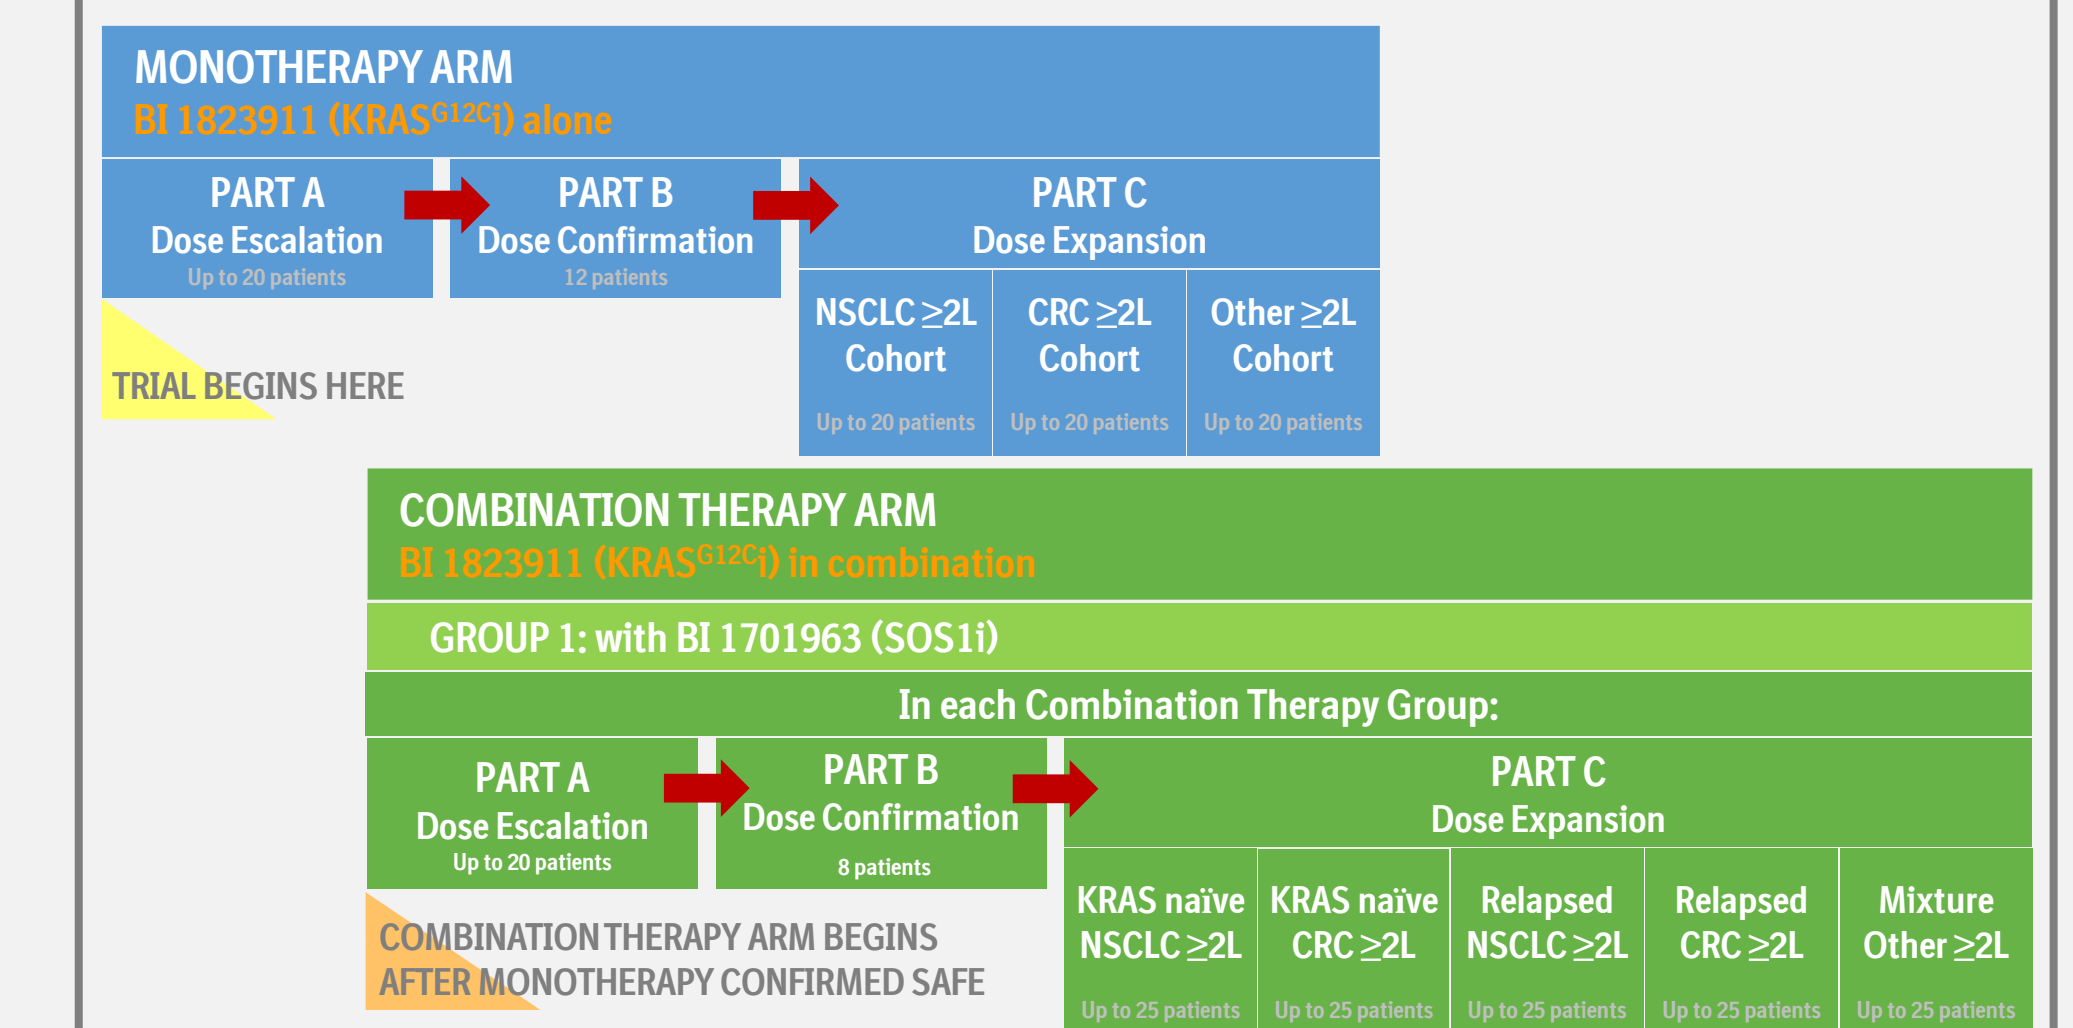 MONOTHERAPY ARM
BI 1823911 (KRASG12Ci) alone
PART A
Dose Escalation
Up to 20 patients
PART B
Dose Confirmation
12 patients
PART C
Dose Expansion
NSCLC ≥2L
Cohort
Up to 20 patients
CRC ≥2L
Cohort
Up to 20 patients
Other ≥2L
Cohort
Up to 20 patients
TRIAL BEGINS HERE
COMBINATION THERAPY ARM
BI 1823911 (KRASG12Ci) in combination
GROUP 1: with BI 1701963 (SOS1i)
In each Combination Therapy Group:
PART A
Dose Escalation
Up to 20 patients
PART B
Dose Confirmation
8 patients
PART C
Dose Expansion
KRAS naïve
NSCLC ≥2L
Up to 25 patients
KRAS naïve
CRC ≥2L
Up to 25 patients
Relapsed
NSCLC ≥2L
Up to 25 patients
Relapsed
CRC ≥2L
Up to 25 patients
Mixture
Other ≥2L
Up to 25 patients
COMBINATION THERAPY ARM BEGINS
AFTER MONOTHERAPY CONFIRMED SAFE